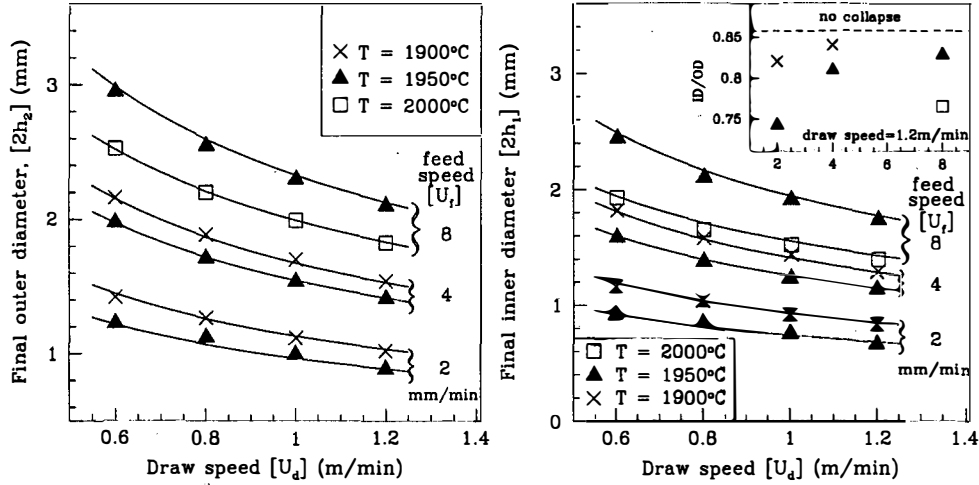 Final outer diameter, [2h₂] (mm)
3
2
1
T = 1900°C
T = 1950°C
T = 2000°C
feed
speed
[U_f]
8
4
2
mm/min
0.6 0.8 1 1.2 1.4
Draw speed [U_d] (m/min)
Final inner diameter [2h₁] (mm)
3
2
1
0
no collapse
ID/OD
0.85
0.8
0.75
draw speed=1.2m/min
2 4 6 8
feed
speed
[U_f]
8
4
2
mm/min
T = 2000°C
T = 1950°C
T = 1900°C
0.6 0.8 1 1.2 1.4
Draw speed [U_d] (m/min)